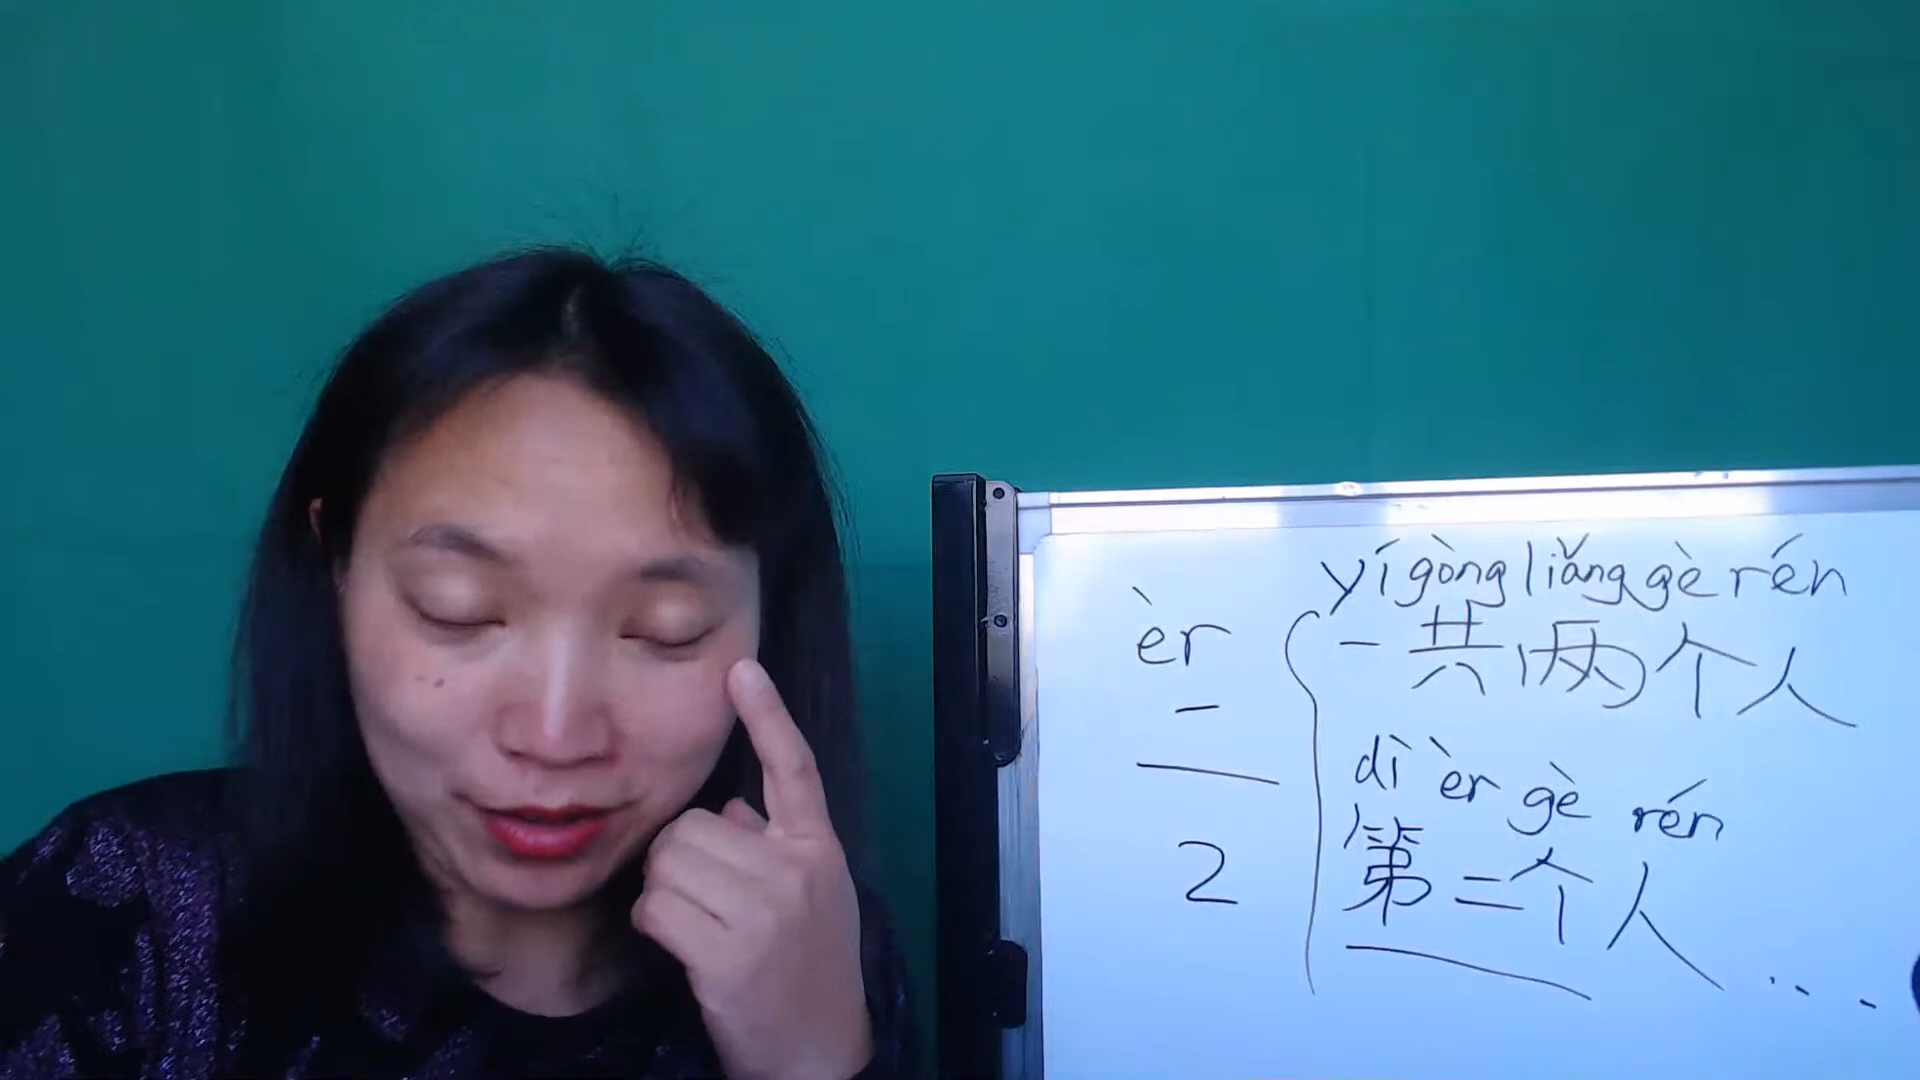 èr
二
2
yígòng liǎng gè rén
一共两个人
dì èr gè rén
第二个人...